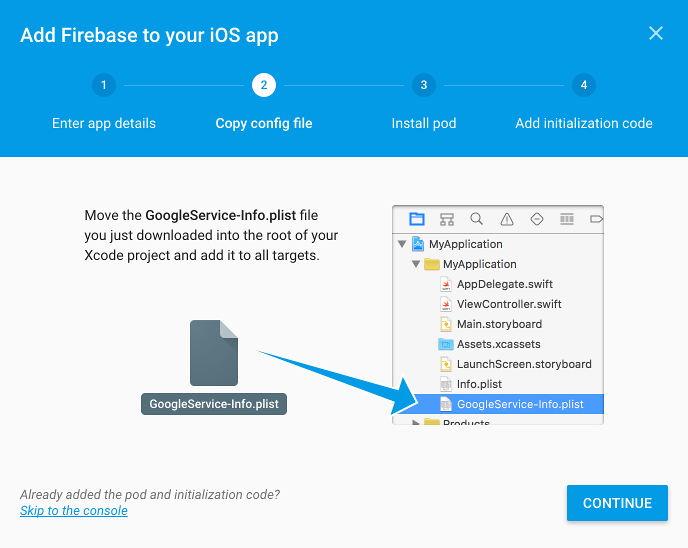 Add Firebase to your iOS app
1
2
3
4
Enter app details
Copy config file
Install pod
Add initialization code
Move the GoogleService-Info.plist file
you just downloaded into the root of your
Xcode project and add it to all targets.
GoogleService-Info.plist
MyApplication
MyApplication
AppDelegate.swift
ViewController.swift
Main.storyboard
Assets.xcassets
LaunchScreen.storyboard
Info.plist
GoogleService-Info.plist
Products
Already added the pod and initialization code?
Skip to the console
CONTINUE